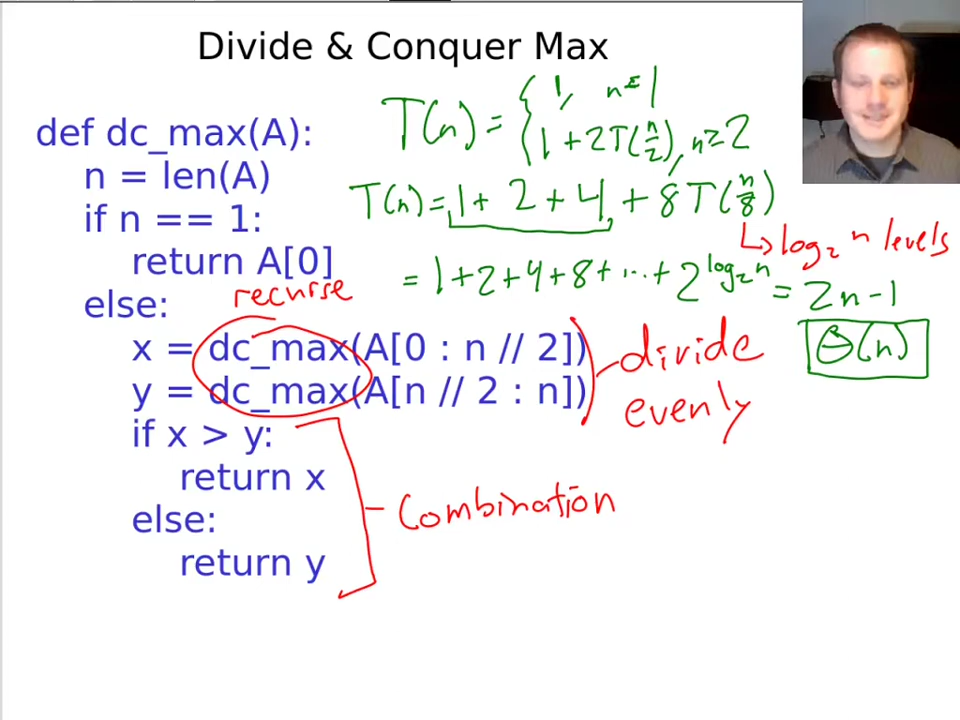 Divide & Conquer Max
T(n) = { 1, n = 1
1 + 2T(n/2), n ≥ 2
def dc_max(A):
n = len(A)
if n == 1:
return A[0]
else:
x = dc_max(A[0 : n // 2])
y = dc_max(A[n // 2 : n])
if x > y:
return x
else:
return y
T(n) = 1 + 2 + 4 + 8T(n/8)
↳ log₂ n levels
= 1 + 2 + 4 + 8 + ... + 2^log₂n = 2n - 1
Θ(n)
recurse
divide
evenly
Combination